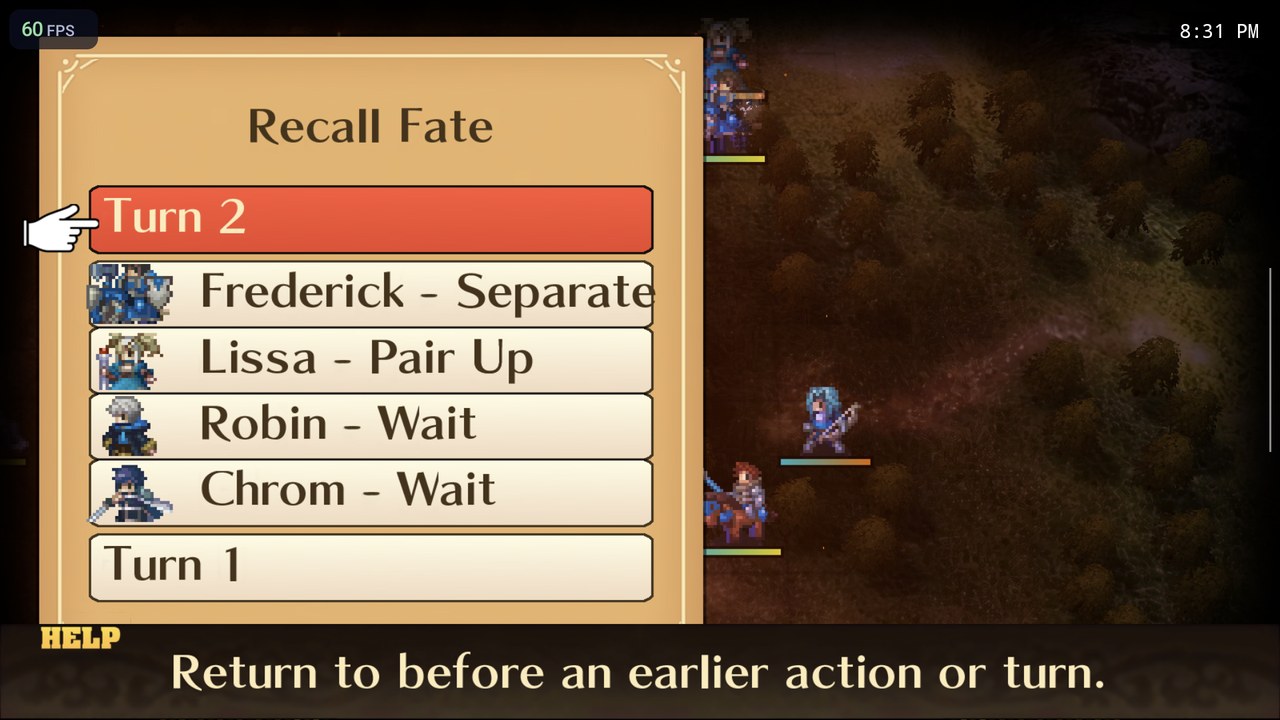 60 FPS
8:31 PM
Recall Fate
Turn 2
Frederick - Separate
Lissa - Pair Up
Robin - Wait
Chrom - Wait
Turn 1
HELP
Return to before an earlier action or turn.